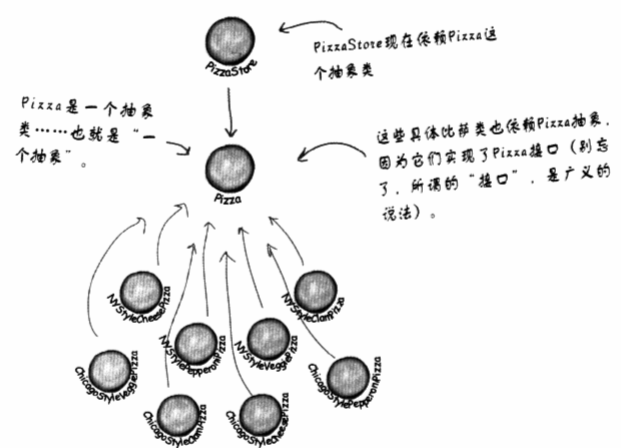 PizzaStore
PizzaStore现在依赖Pizza这
个抽象类
Pizza是一个抽象
类……也就是“一
个抽象”。
Pizza
这些具体比萨类也依赖Pizza抽象,
因为它们实现了Pizza接口（别忘
了，所谓的“接口”，是广义的
说法）。
NYStyleCheesePizza
NYStyleClamPizza
NYStylePepperoniPizza
NYStyleVeggiePizza
ChicagoStyleVeggiePizza
ChicagoStylePepperoniPizza
ChicagoStyleClamPizza
ChicagoStyleCheesePizza